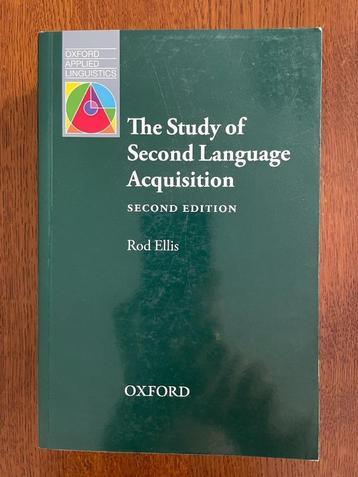 OXFORD
APPLIED
LINGUISTICS
The Study of
Second Language
Acquisition
SECOND EDITION
Rod Ellis
OXFORD